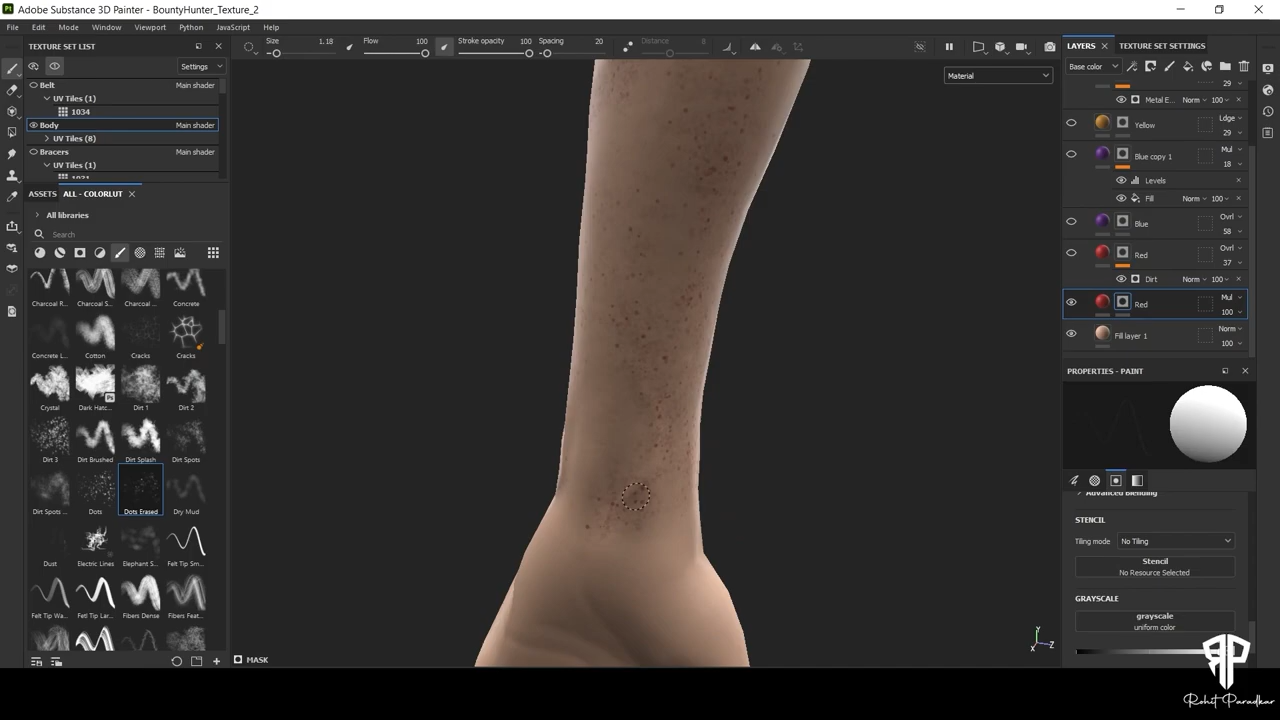 Adobe Substance 3D Painter - BountyHunter_Texture_2
File Edit Mode Window Viewport Python JavaScript Help
TEXTURE SET LIST
Size 1.18 Flow 100 Stroke opacity 100 Spacing 20 Distance 8
LAYERS TEXTURE SET SETTINGS
Settings
Base color
Material
Belt Main shader
UV Tiles (1)
1034
Body Main shader
UV Tiles (8)
Bracers Main shader
UV Tiles (1)
29
Metal E... Norm 100
Yellow Ldge
29
Blue copy 1 Mul
18
Levels
Fill Norm 100
Blue Ovrl
58
Red Ovrl
37
Dirt Norm 100
Red Mul
100
Fill layer 1 Norm
100
ASSETS ALL - COLORLUT
All libraries
Search
Charcoal R... Charcoal S... Charcoal ... Concrete
Concrete L... Cotton Cracks Cracks
Crystal Dark Hatc... Dirt 1 Dirt 2
Dirt 3 Dirt Brushed Dirt Splash Dirt Spots
Dirt Spots ... Dots Dots Erased Dry Mud
Dust Electric Lines Elephant S... Felt Tip Sm...
Felt Tip Wa... Fetl Tip Lar... Fibers Dense Fibers Feat...
PROPERTIES - PAINT
Advanced blending
STENCIL
Tiling mode No Tiling
Stencil
No Resource Selected
GRAYSCALE
grayscale
uniform color
MASK
Y
X Z
Rohit Paradkar